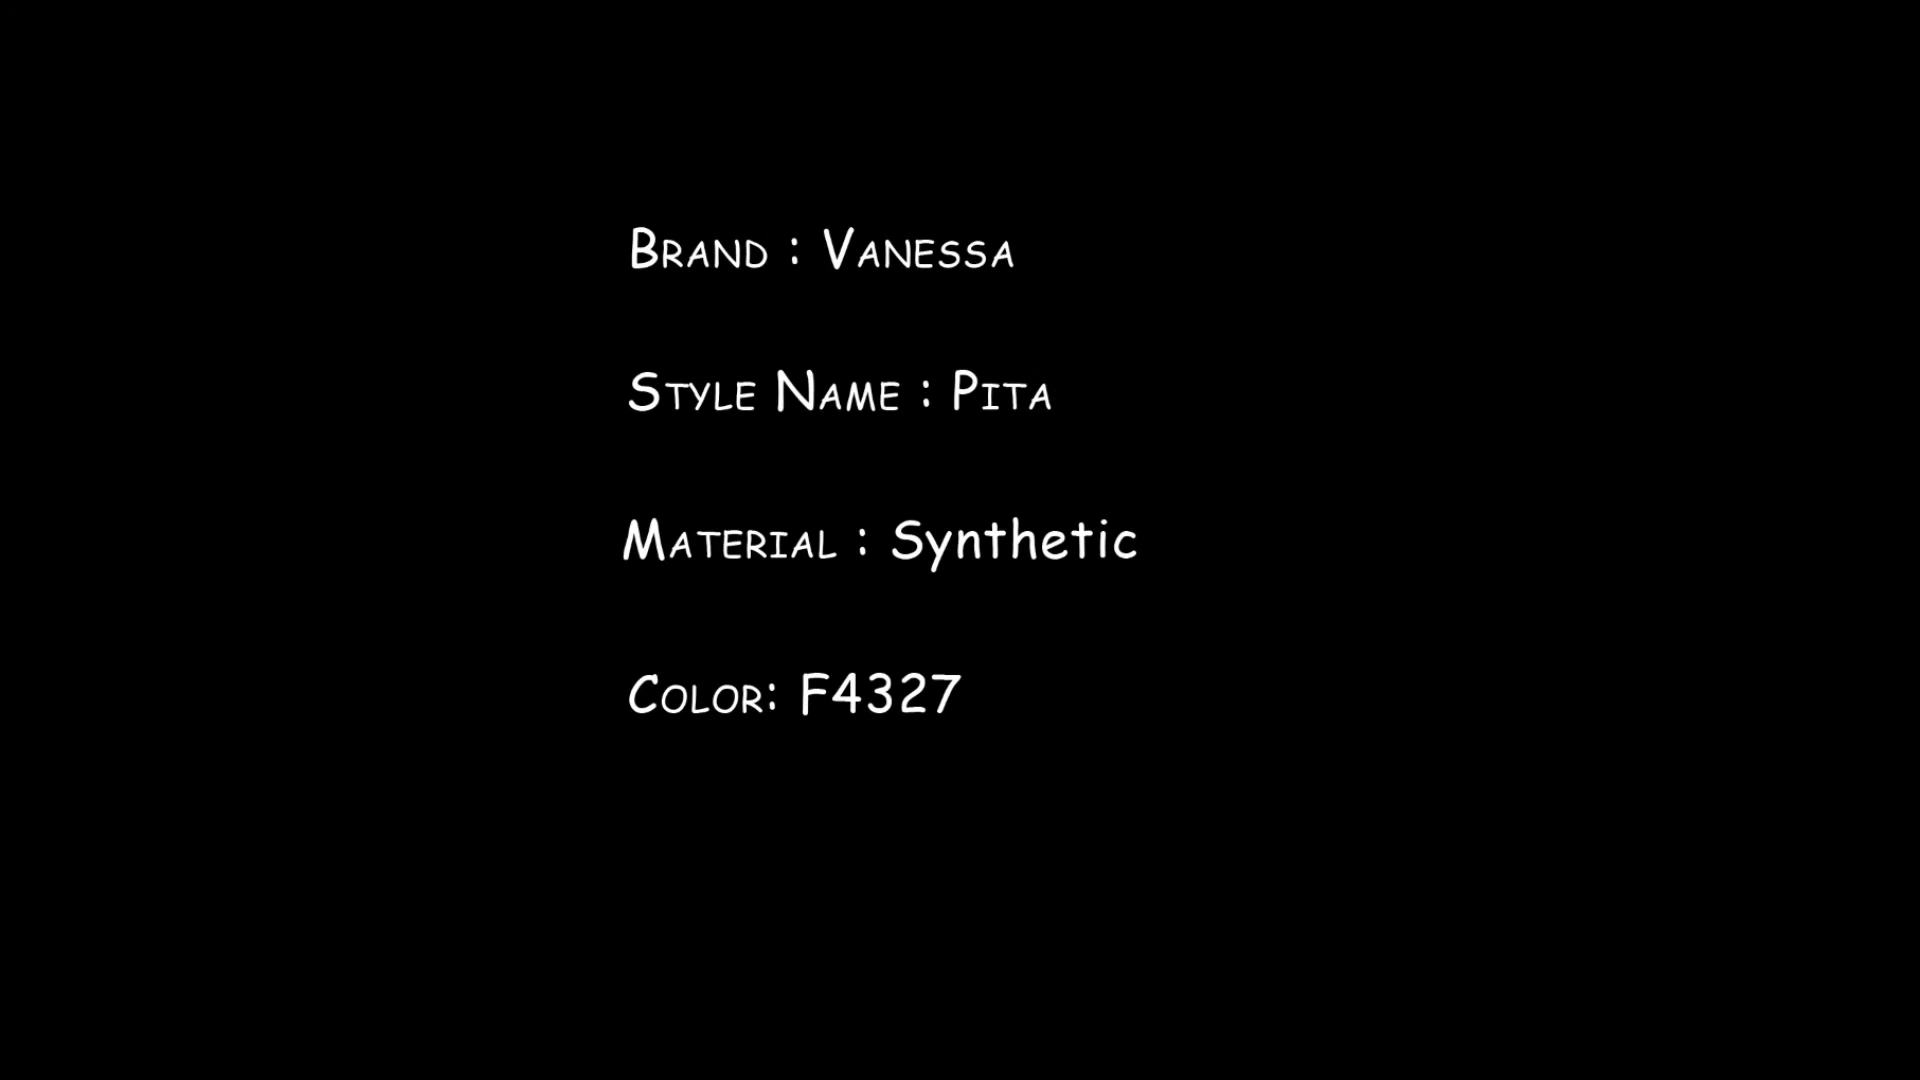 Brand : Vanessa
Style Name : Pita
Material : Synthetic
Color: F4327